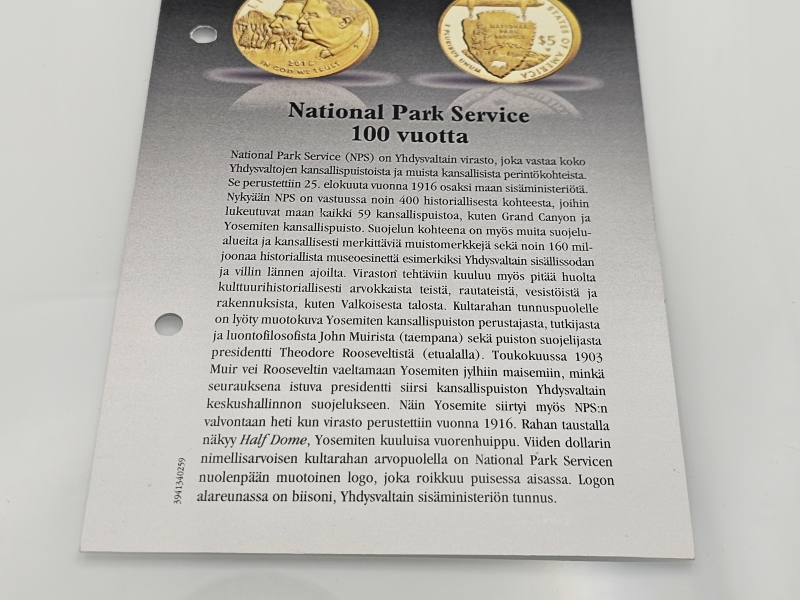 2016
IN GOD WE TRUST
STATES OF AMERICA
NATIONAL
PARK
SERVICE
$5
E PLURIBUS UNUM
National Park Service
100 vuotta
National Park Service (NPS) on Yhdysvaltain virasto, joka vastaa koko
Yhdysvaltojen kansallispuistoista ja muista kansallisista perintökohteista.
Se perustettiin 25. elokuuta vuonna 1916 osaksi maan sisäministeriötä.
Nykyään NPS on vastuussa noin 400 historiallisesta kohteesta, joihin
lukeutuvat maan kaikki 59 kansallispuistoa, kuten Grand Canyon ja
Yosemiten kansallispuisto. Suojelun kohteena on myös muita suojelu-
alueita ja kansallisesti merkittäviä muistomerkkejä sekä noin 160 mil-
joonaa historiallista museoesinettä esimerkiksi Yhdysvaltain sisällissodan
ja villin lännen ajoilta. Viraston tehtäviin kuuluu myös pitää huolta
kulttuurihistoriallisesti arvokkaista teistä, rautateistä, vesistöistä ja
rakennuksista, kuten Valkoisesta talosta. Kultarahan tunnuspuolelle
on lyöty muotokuva Yosemiten kansallispuiston perustajasta, tutkijasta
ja luontofilosofista John Muirista (taempana) sekä puiston suojelijasta
presidentti Theodore Rooseveltistä (etualalla). Toukokuussa 1903
Muir vei Rooseveltin vaeltamaan Yosemiten jylhiin maisemiin, minkä
seurauksena istuva presidentti siirsi kansallispuiston Yhdysvaltain
keskushallinnon suojelukseen. Näin Yosemite siirtyi myös NPS:n
valvontaan heti kun virasto perustettiin vuonna 1916. Rahan taustalla
näkyy Half Dome, Yosemiten kuuluisa vuorenhuippu. Viiden dollarin
nimellisarvoisen kultarahan arvopuolella on National Park Servicen
nuolenpään muotoinen logo, joka roikkuu puisessa aisassa. Logon
alareunassa on biisoni, Yhdysvaltain sisäministeriön tunnus.
3941340259